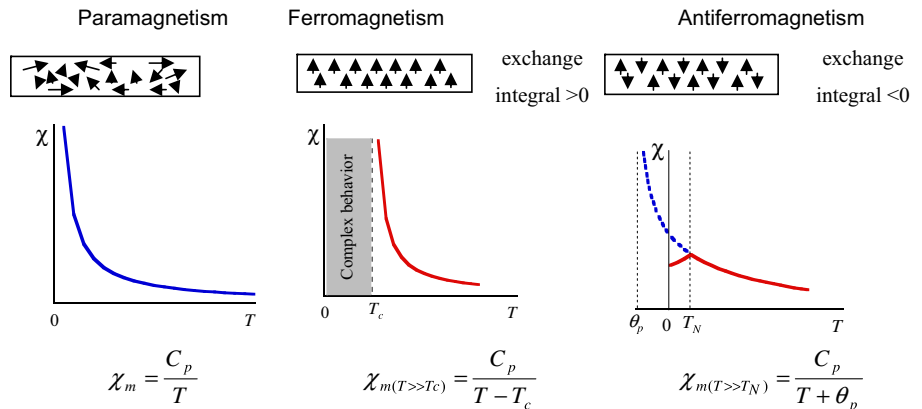 Paramagnetism
Ferromagnetism
Antiferromagnetism
exchange
integral >0
exchange
integral <0
χ
0
T
χ
Complex behavior
0
T_c
T
χ
θ_p
0
T_N
T
χ_m = C_p / T
χ_m(T>>Tc) = C_p / (T − T_c)
χ_m(T>>T_N) = C_p / (T + θ_p)